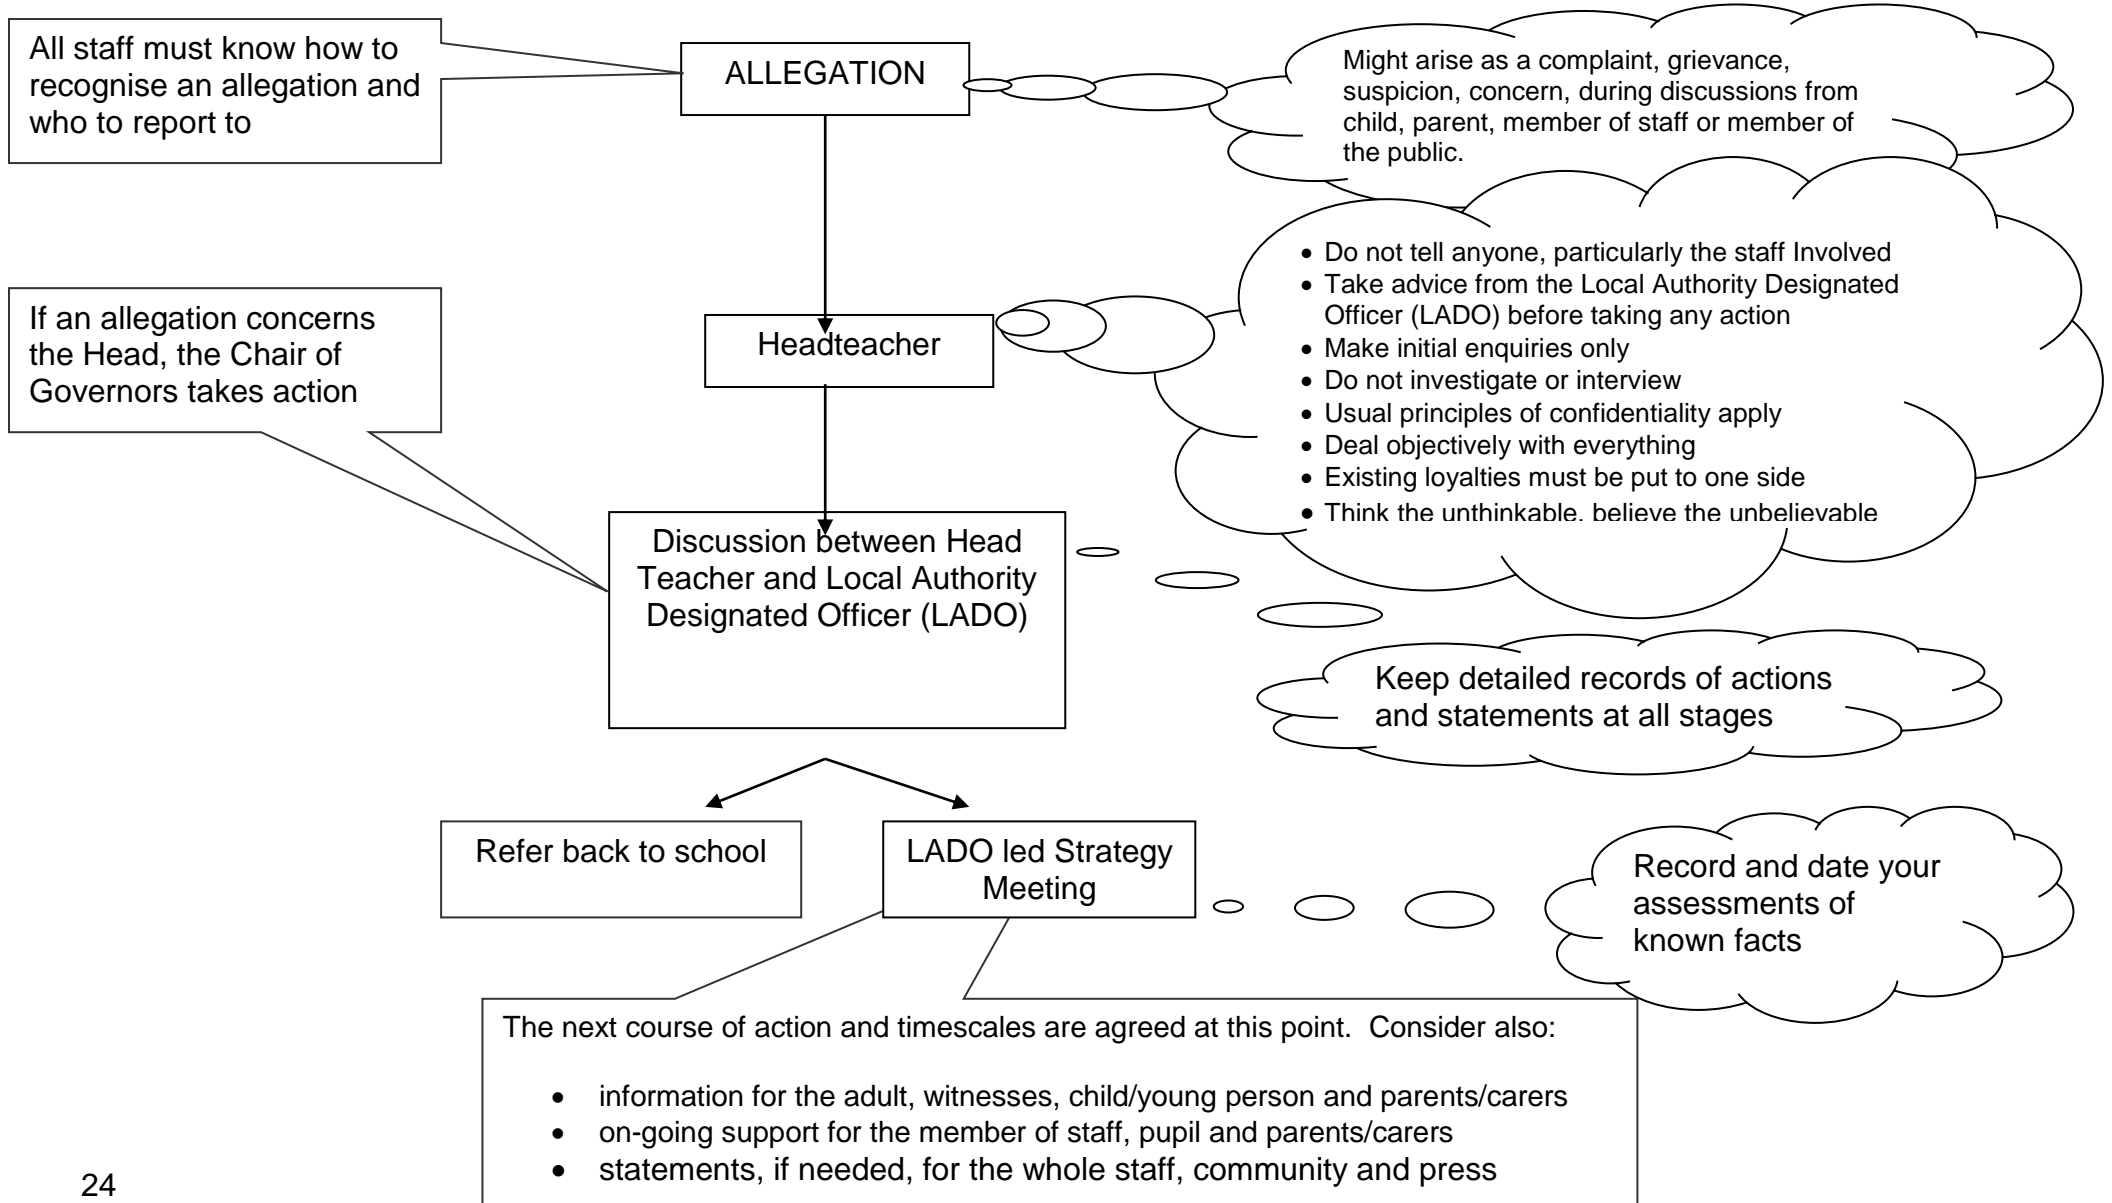 All staff must know how to
recognise an allegation and
who to report to
ALLEGATION
Might arise as a complaint, grievance,
suspicion, concern, during discussions from
child, parent, member of staff or member of
the public.
If an allegation concerns
the Head, the Chair of
Governors takes action
Headteacher
• Do not tell anyone, particularly the staff Involved
• Take advice from the Local Authority Designated
Officer (LADO) before taking any action
• Make initial enquiries only
• Do not investigate or interview
• Usual principles of confidentiality apply
• Deal objectively with everything
• Existing loyalties must be put to one side
• Think the unthinkable, believe the unbelievable
Discussion between Head
Teacher and Local Authority
Designated Officer (LADO)
Keep detailed records of actions
and statements at all stages
Refer back to school
LADO led Strategy
Meeting
Record and date your
assessments of
known facts
The next course of action and timescales are agreed at this point.  Consider also:
• information for the adult, witnesses, child/young person and parents/carers
• on-going support for the member of staff, pupil and parents/carers
• statements, if needed, for the whole staff, community and press
24